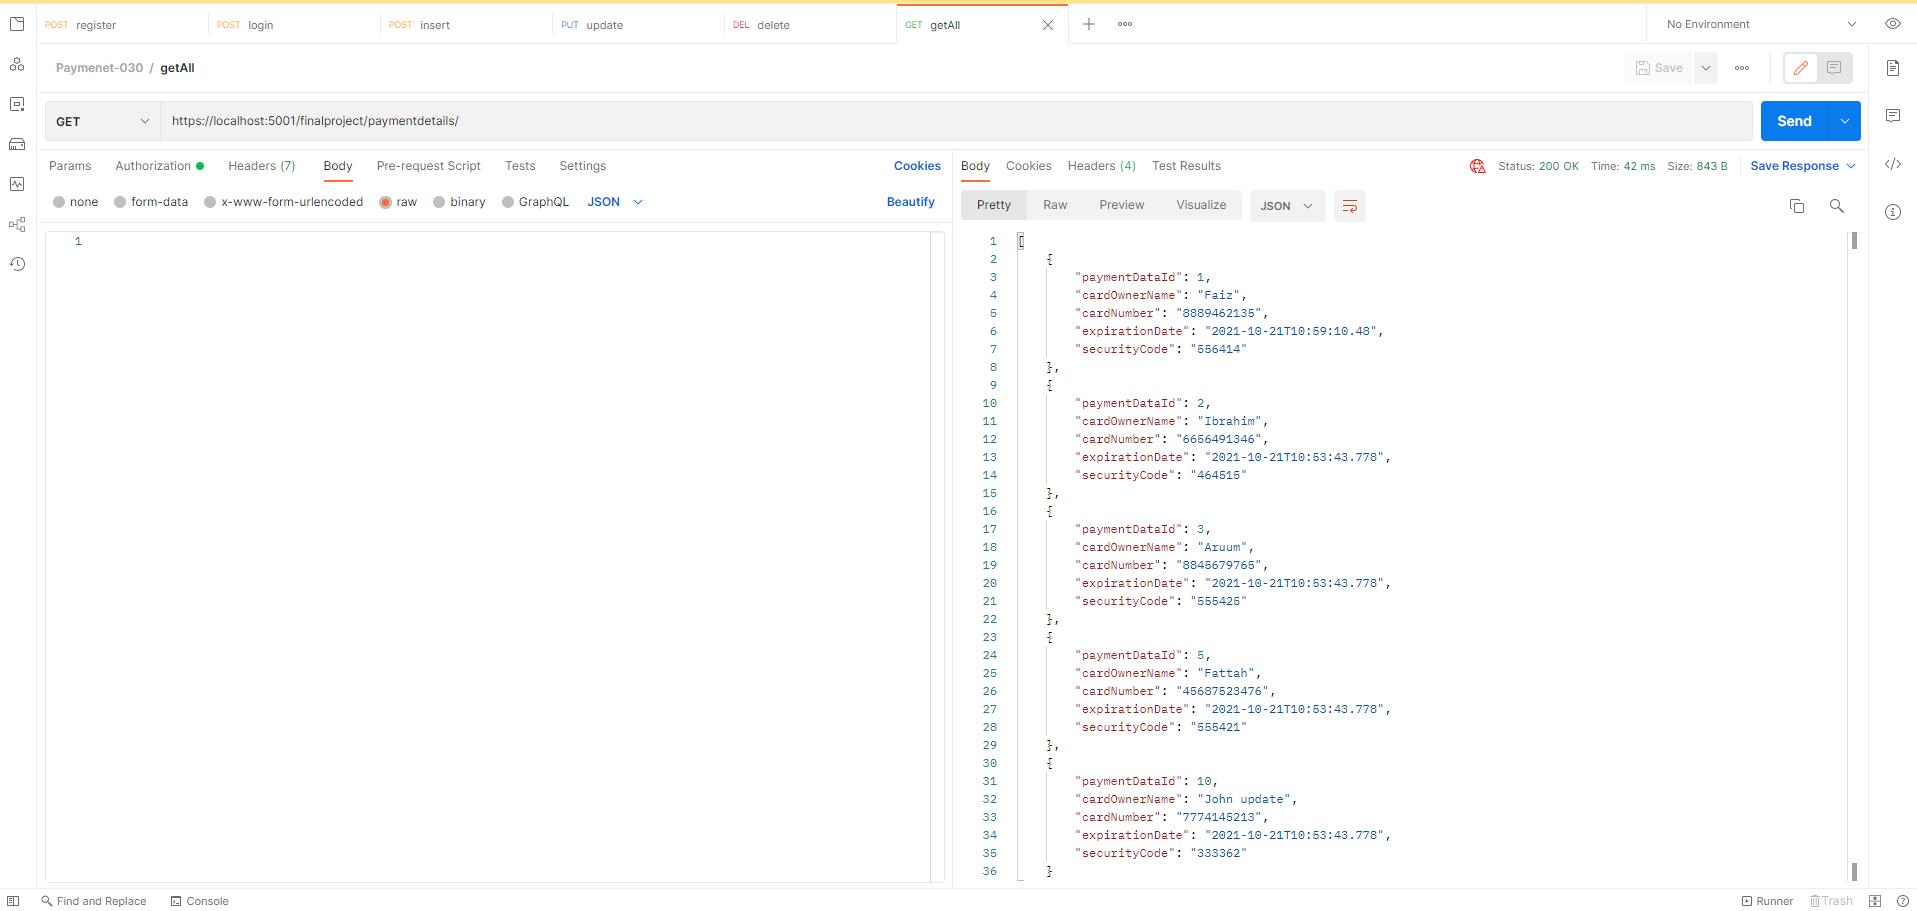 POST register POST login POST insert PUT update DEL delete GET getAll No Environment
Paymenet-030 / getAll Save
GET https://localhost:5001/finalproject/paymentdetails/ Send
Params Authorization Headers (7) Body Pre-request Script Tests Settings Cookies
none form-data x-www-form-urlencoded raw binary GraphQL JSON Beautify
1
Body Cookies Headers (4) Test Results Status: 200 OK Time: 42 ms Size: 843 B Save Response
Pretty Raw Preview Visualize JSON
1 [
2 {
3 "paymentDataId": 1,
4 "cardOwnerName": "Faiz",
5 "cardNumber": "8889462135",
6 "expirationDate": "2021-10-21T10:59:10.48",
7 "securityCode": "556414"
8 },
9 {
10 "paymentDataId": 2,
11 "cardOwnerName": "Ibrahim",
12 "cardNumber": "6656491346",
13 "expirationDate": "2021-10-21T10:53:43.778",
14 "securityCode": "464515"
15 },
16 {
17 "paymentDataId": 3,
18 "cardOwnerName": "Aruum",
19 "cardNumber": "8845679765",
20 "expirationDate": "2021-10-21T10:53:43.778",
21 "securityCode": "555425"
22 },
23 {
24 "paymentDataId": 5,
25 "cardOwnerName": "Fattah",
26 "cardNumber": "45687523476",
27 "expirationDate": "2021-10-21T10:53:43.778",
28 "securityCode": "555421"
29 },
30 {
31 "paymentDataId": 10,
32 "cardOwnerName": "John update",
33 "cardNumber": "7774145213",
34 "expirationDate": "2021-10-21T10:53:43.778",
35 "securityCode": "333362"
36 }
Find and Replace Console Runner Trash